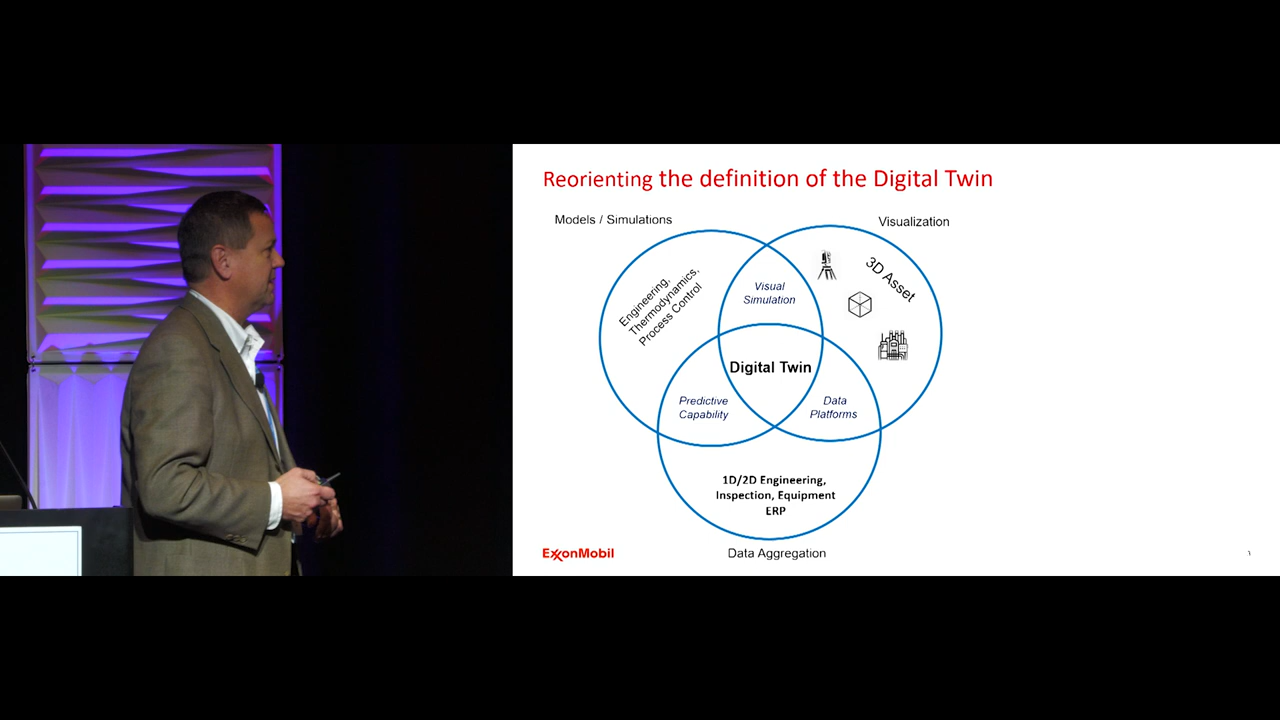 Reorienting the definition of the Digital Twin
Models / Simulations
Visualization
Engineering,
Thermodynamics,
Process Control
Visual
Simulation
3D Asset
Digital Twin
Predictive
Capability
Data
Platforms
1D/2D Engineering,
Inspection, Equipment
ERP
ExxonMobil
Data Aggregation